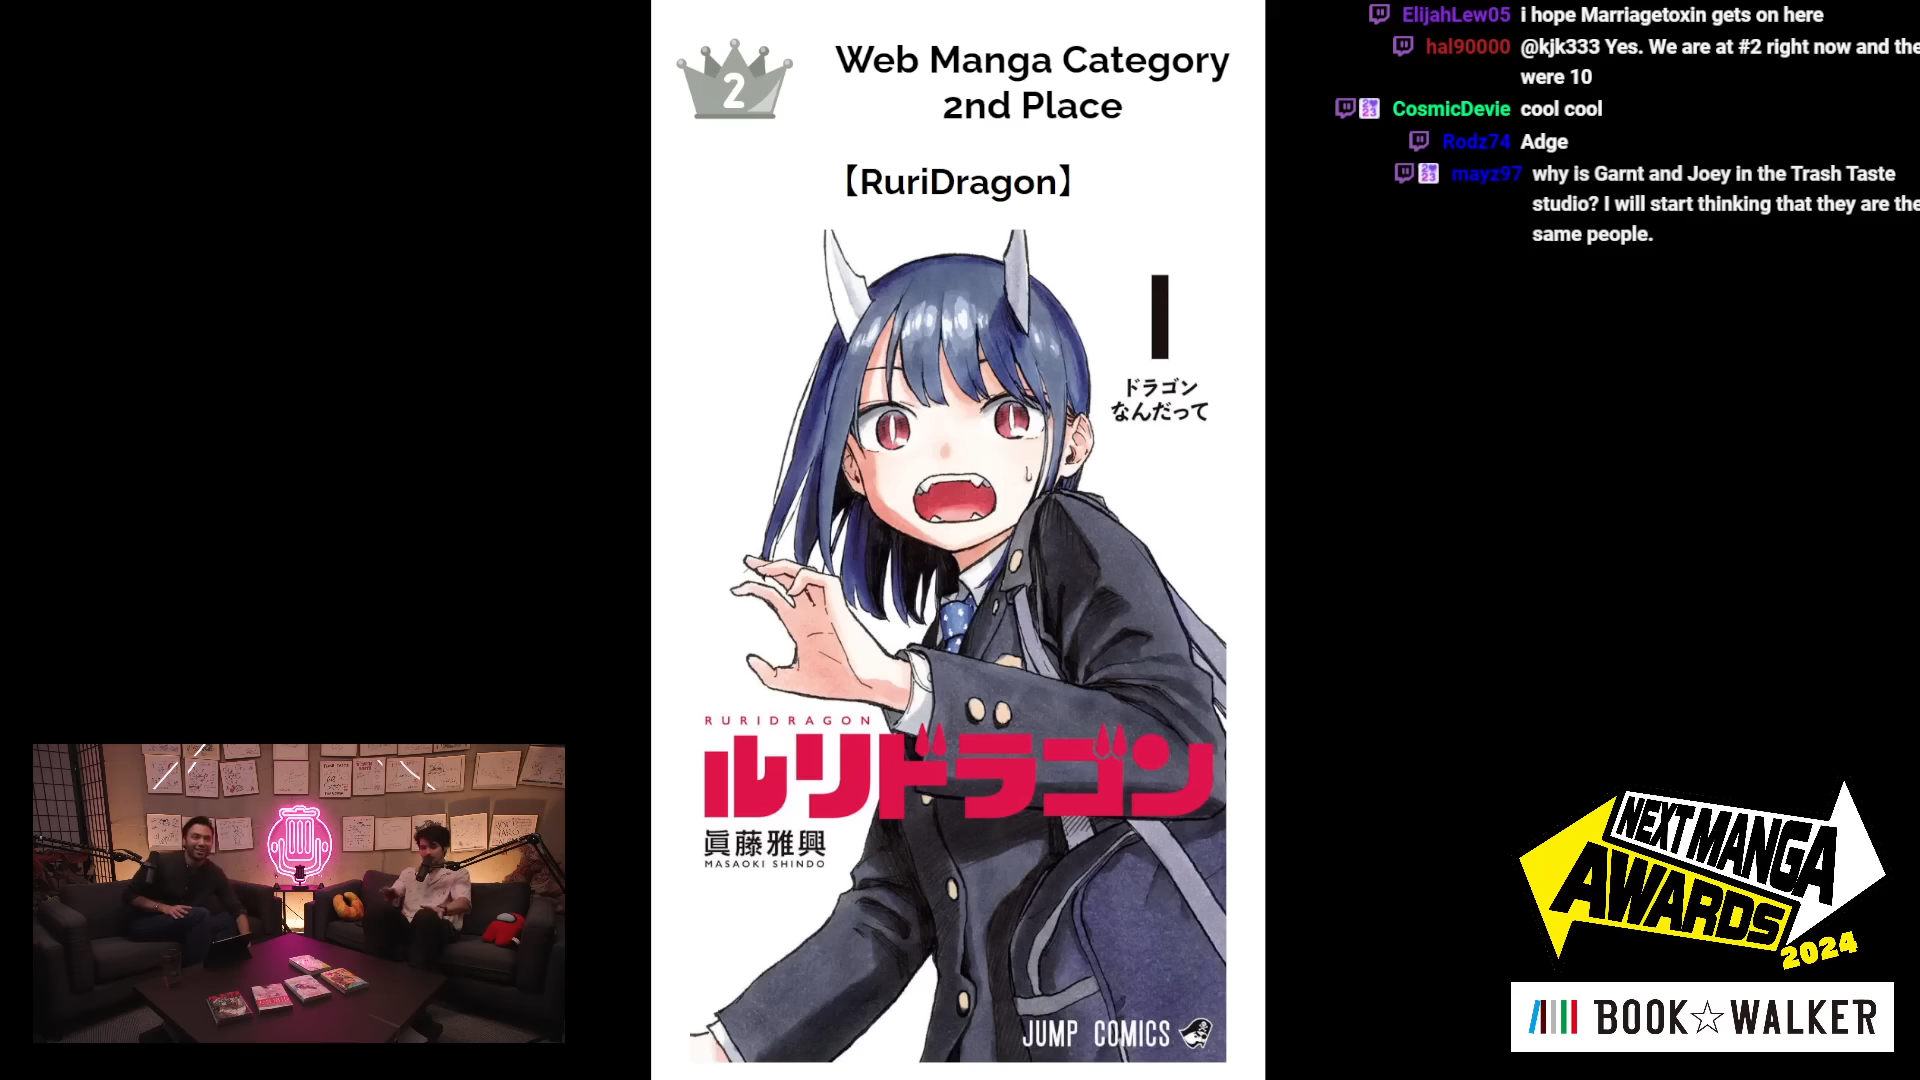 2
Web Manga Category
2nd Place
【RuriDragon】
1
ドラゴン
なんだって
RURIDRAGON
ルリドラゴン
眞藤雅興
MASAOKI SHINDO
JUMP COMICS
ElijahLew05 i hope Marriagetoxin gets on here
hal90000 @kjk333 Yes. We are at #2 right now and the
were 10
CosmicDevie cool cool
Rodz74 Adge
mayz97 why is Garnt and Joey in the Trash Taste
studio? I will start thinking that they are the
same people.
NEXT MANGA
AWARDS
2024
BOOK☆WALKER